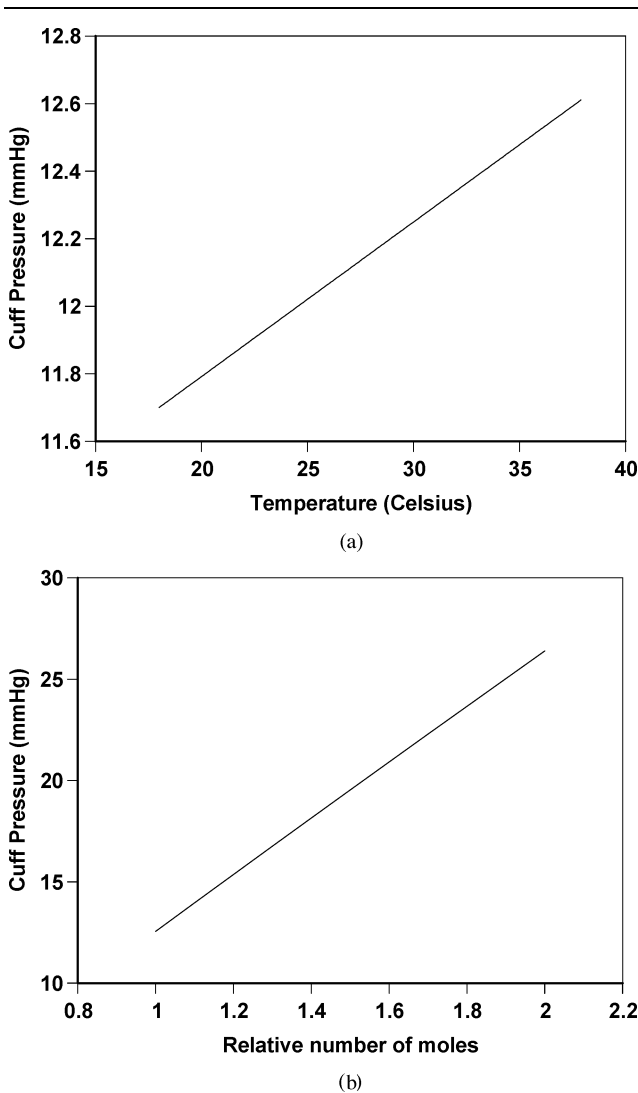 12.8
12.6
12.4
12.2
12
11.8
11.6
Cuff Pressure (mmHg)
15 20 25 30 35 40
Temperature (Celsius)
(a)
30
25
20
15
10
Cuff Pressure (mmHg)
0.8 1 1.2 1.4 1.6 1.8 2 2.2
Relative number of moles
(b)